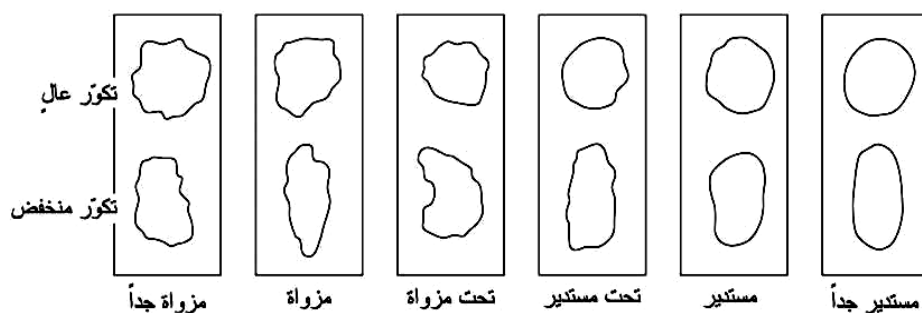 تكوّر عالٍ
تكوّر منخفض
مستدير جداً
مستدير
تحت مستدير
تحت مزواة
مزواة
مزواة جداً